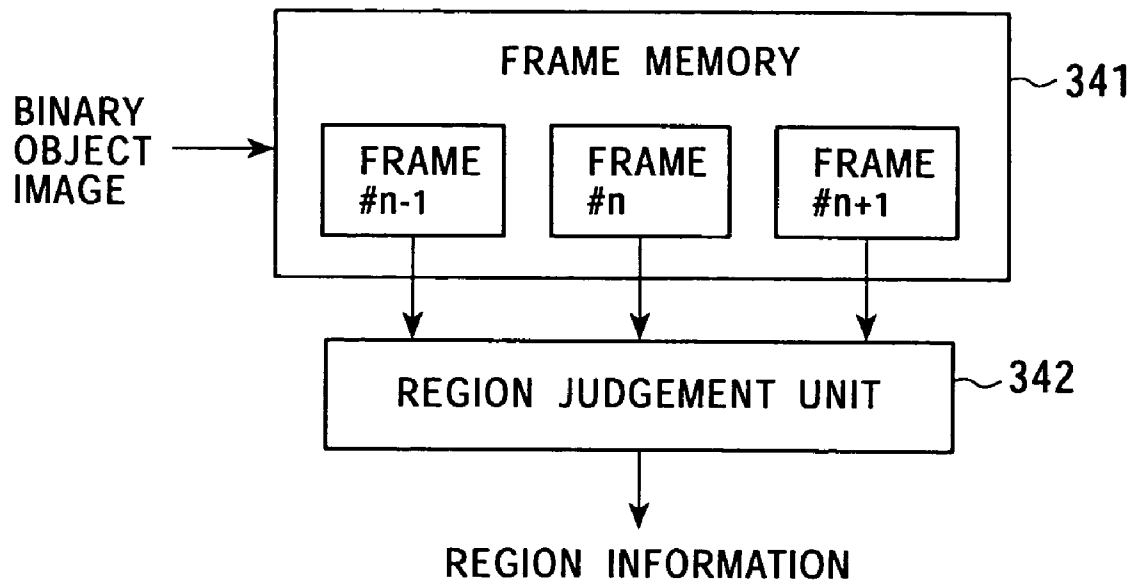 FRAME MEMORY
341
BINARY
OBJECT
IMAGE
FRAME
#n-1
FRAME
#n
FRAME
#n+1
REGION JUDGEMENT UNIT
342
REGION INFORMATION